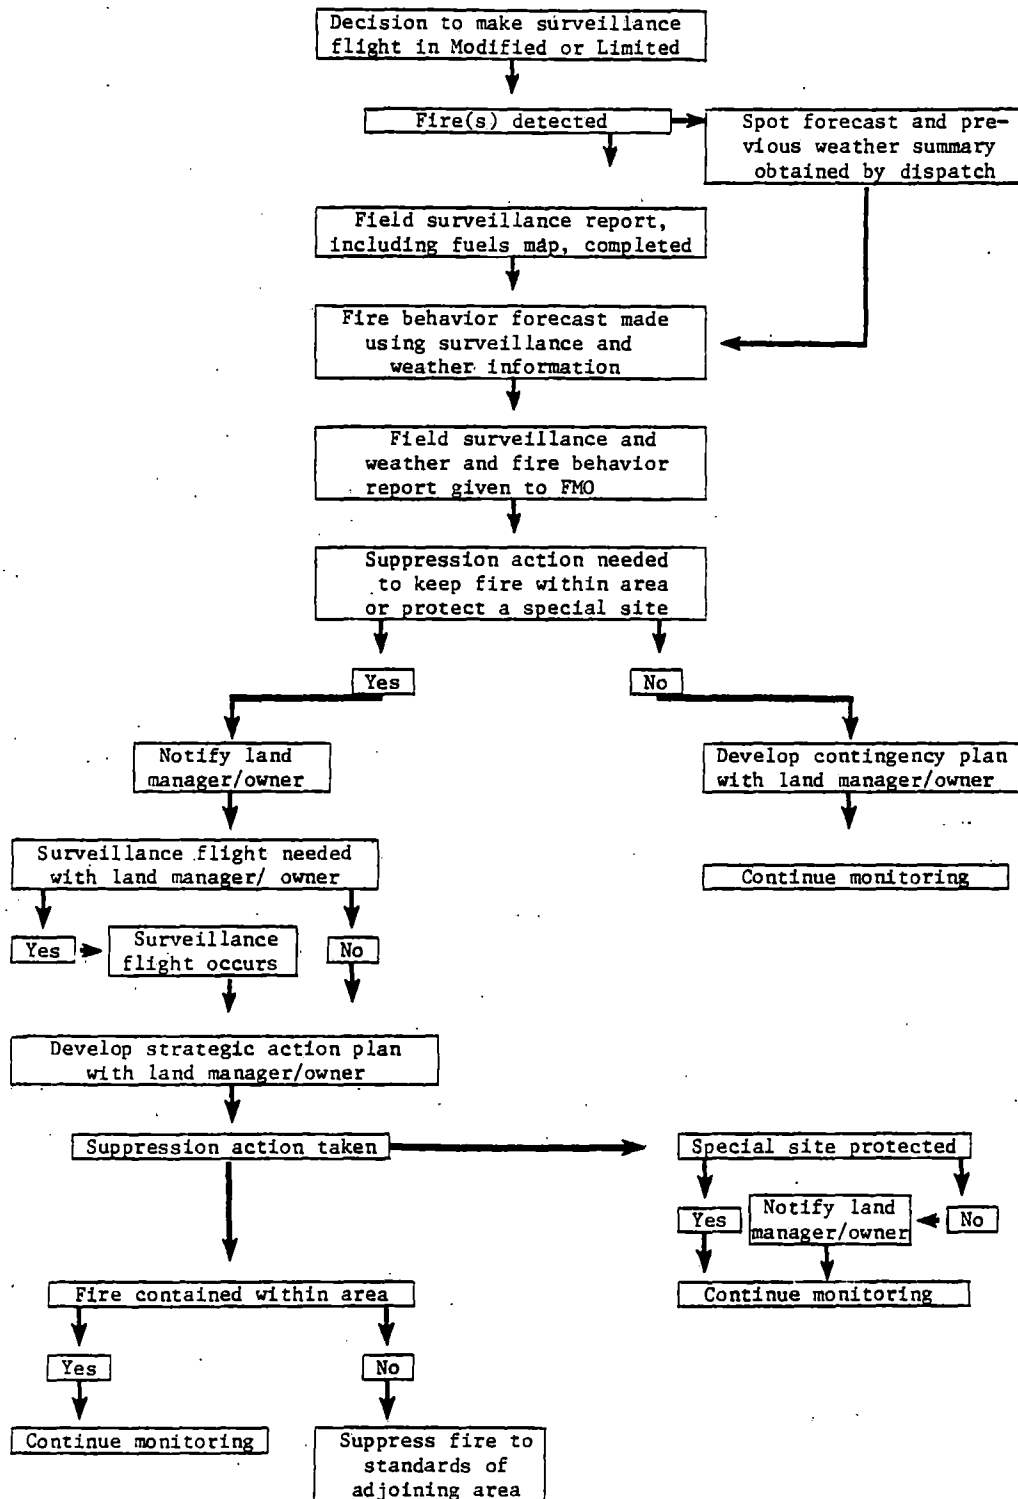 Decision to make surveillance
flight in Modified or Limited
Fire(s) detected
Spot forecast and pre-
vious weather summary
obtained by dispatch
Field surveillance report,
including fuels map, completed
Fire behavior forecast made
using surveillance and
weather information
Field surveillance and
weather and fire behavior
report given to FMO
Suppression action needed
to keep fire within area
or protect a special site
Yes
No
Notify land
manager/owner
Develop contingency plan
with land manager/owner
Surveillance flight needed
with land manager/ owner
Continue monitoring
Yes
Surveillance
flight occurs
No
Develop strategic action plan
with land manager/owner
Suppression action taken
Special site protected
Yes
Notify land
manager/owner
No
Continue monitoring
Fire contained within area
Yes
No
Continue monitoring
Suppress fire to
standards of
adjoining area